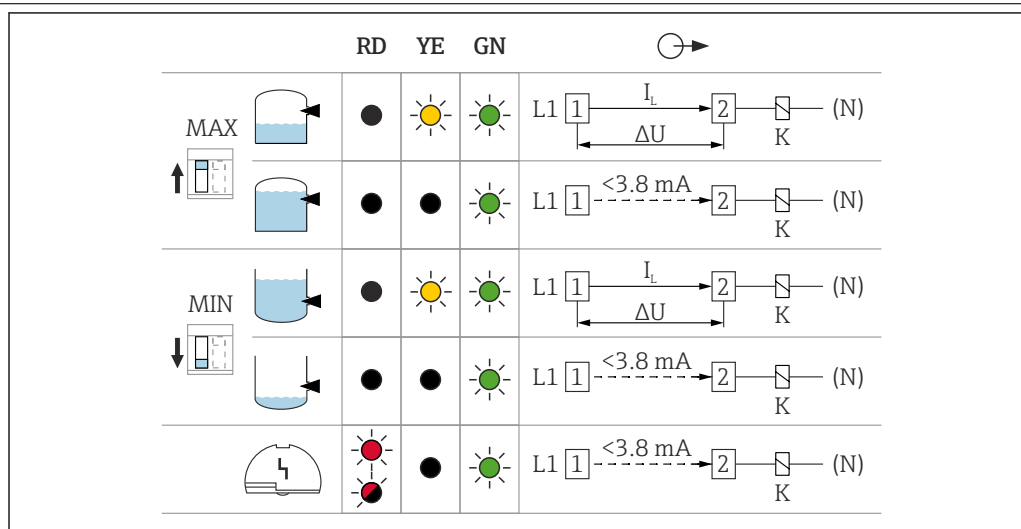 RD YE GN
MAX
L1 1 I_L 2 (N)
ΔU K
L1 1 <3.8 mA 2 (N)
K
MIN
L1 1 I_L 2 (N)
ΔU K
L1 1 <3.8 mA 2 (N)
K
L1 1 <3.8 mA 2 (N)
K